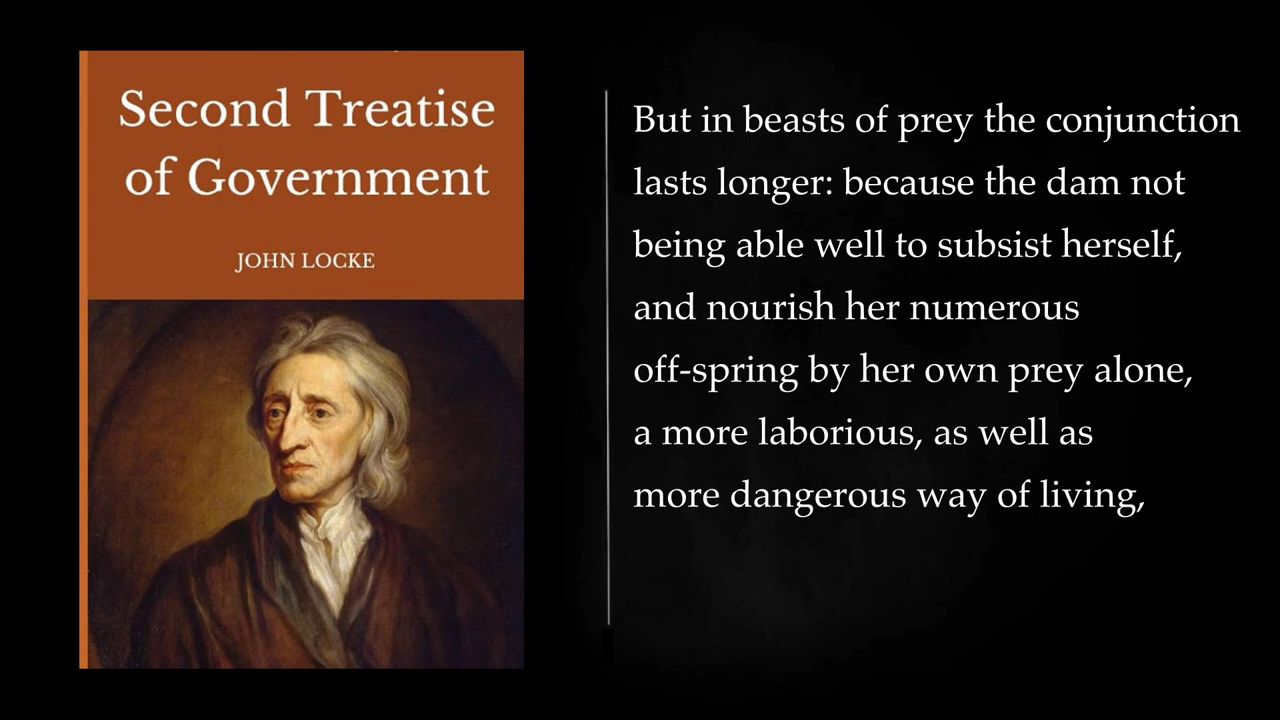 Second Treatise
of Government
JOHN LOCKE
But in beasts of prey the conjunction
lasts longer: because the dam not
being able well to subsist herself,
and nourish her numerous
off-spring by her own prey alone,
a more laborious, as well as
more dangerous way of living,